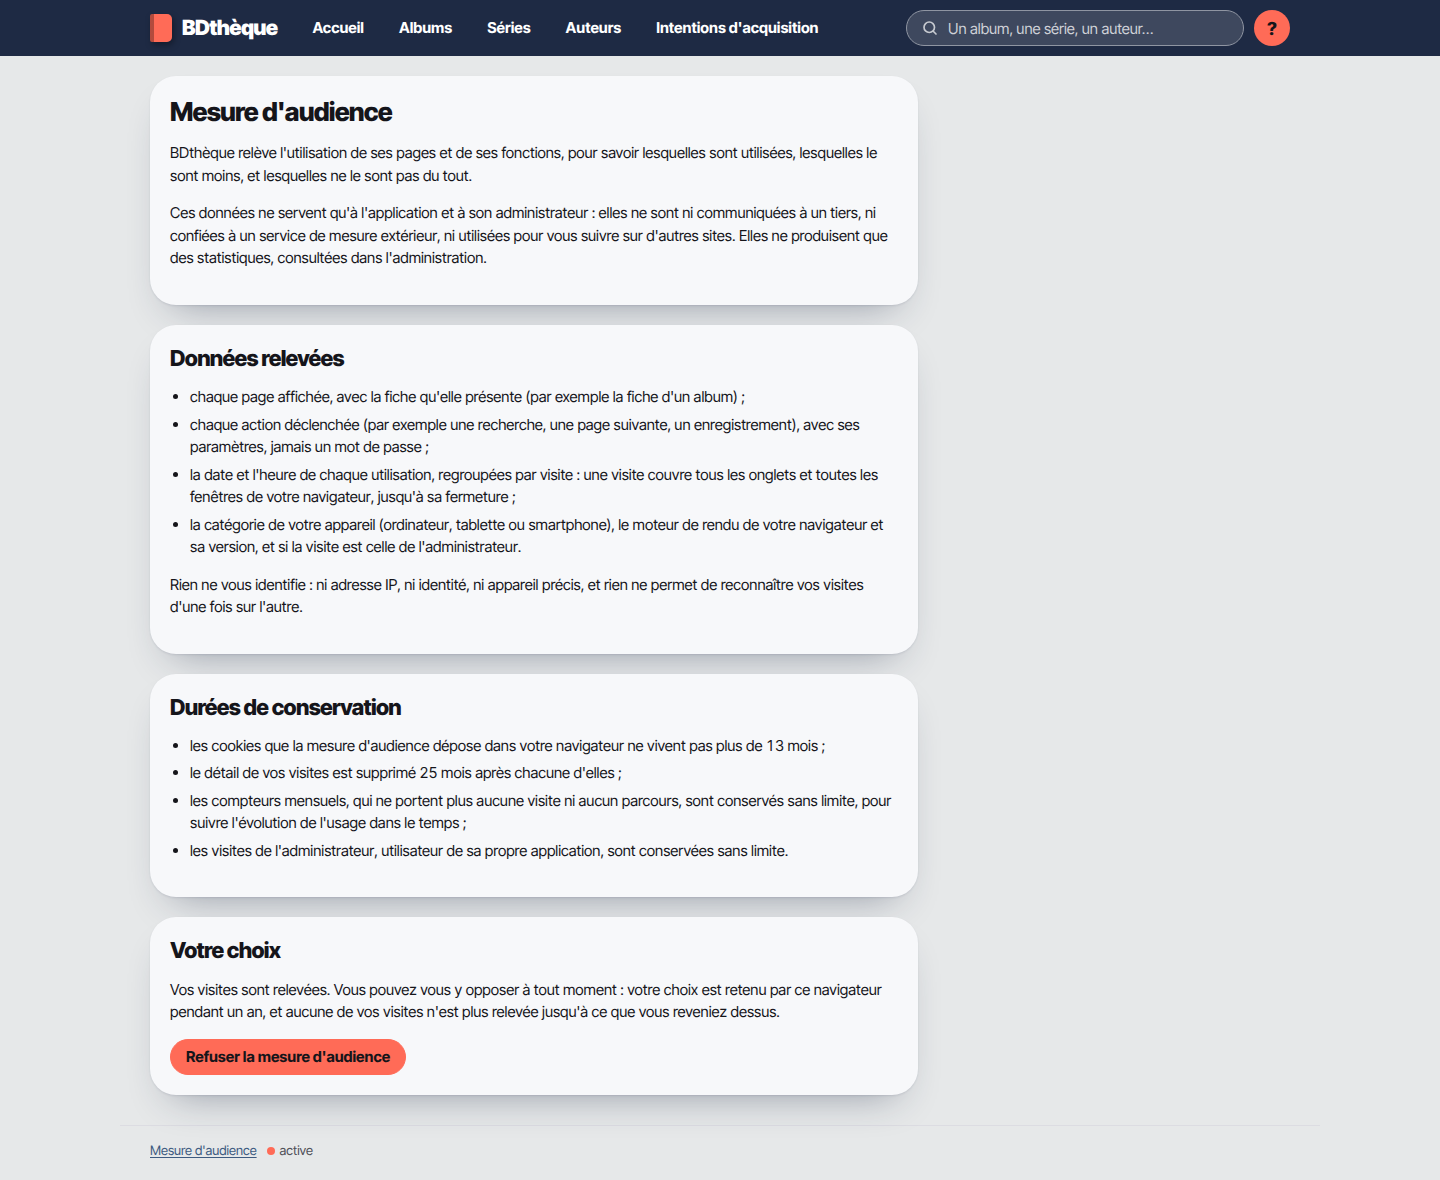 BDthèque
Accueil
Albums
Séries
Auteurs
Intentions d'acquisition
Un album, une série, un auteur...
?
Mesure d'audience
BDthèque relève l'utilisation de ses pages et de ses fonctions, pour savoir lesquelles sont utilisées, lesquelles le
sont moins, et lesquelles ne le sont pas du tout.
Ces données ne servent qu'à l'application et à son administrateur : elles ne sont ni communiquées à un tiers, ni
confiées à un service de mesure extérieur, ni utilisées pour vous suivre sur d'autres sites. Elles ne produisent que
des statistiques, consultées dans l'administration.
Données relevées
• chaque page affichée, avec la fiche qu'elle présente (par exemple la fiche d'un album) ;
• chaque action déclenchée (par exemple une recherche, une page suivante, un enregistrement), avec ses
paramètres, jamais un mot de passe ;
• la date et l'heure de chaque utilisation, regroupées par visite : une visite couvre tous les onglets et toutes les
fenêtres de votre navigateur, jusqu'à sa fermeture ;
• la catégorie de votre appareil (ordinateur, tablette ou smartphone), le moteur de rendu de votre navigateur et
sa version, et si la visite est celle de l'administrateur.
Rien ne vous identifie : ni adresse IP, ni identité, ni appareil précis, et rien ne permet de reconnaître vos visites
d'une fois sur l'autre.
Durées de conservation
• les cookies que la mesure d'audience dépose dans votre navigateur ne vivent pas plus de 13 mois ;
• le détail de vos visites est supprimé 25 mois après chacune d'elles ;
• les compteurs mensuels, qui ne portent plus aucune visite ni aucun parcours, sont conservés sans limite, pour
suivre l'évolution de l'usage dans le temps ;
• les visites de l'administrateur, utilisateur de sa propre application, sont conservées sans limite.
Votre choix
Vos visites sont relevées. Vous pouvez vous y opposer à tout moment : votre choix est retenu par ce navigateur
pendant un an, et aucune de vos visites n'est plus relevée jusqu'à ce que vous reveniez dessus.
Refuser la mesure d'audience
Mesure d'audience
active